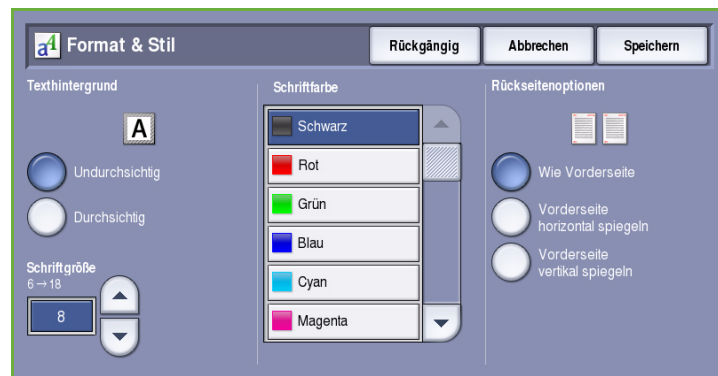 Format & Stil
Rückgängig
Abbrechen
Speichern
Texthintergrund
A
Undurchsichtig
Durchsichtig
Schriftgröße
6→18
8
Schriftfarbe
Schwarz
Rot
Grün
Blau
Cyan
Magenta
Rückseitenoptionen
Wie Vorderseite
Vorderseite
horizontal spiegeln
Vorderseite
vertikal spiegeln